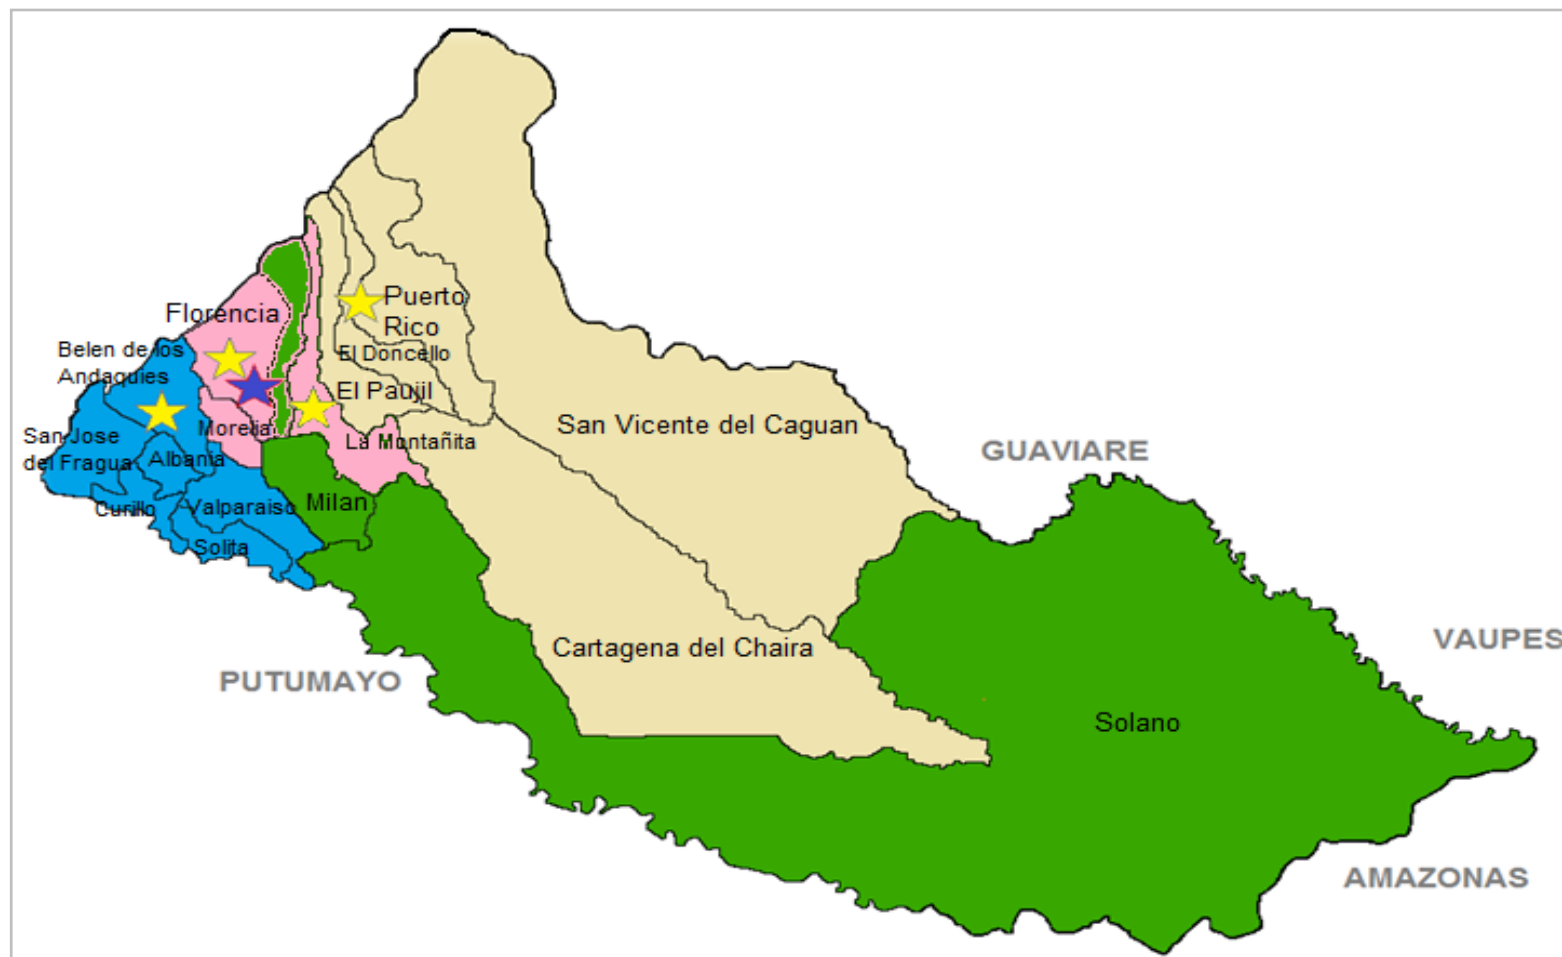 Puerto
Rico
Florencia
Belen de los
Andaquies
El Doncello
El Paujil
San Vicente del Caguan
Morelia
La Montañita
San Jose
del Fragua
Albania
GUAVIARE
Curillo
Valparaiso
Milan
Solita
VAUPES
Cartagena del Chaira
PUTUMAYO
Solano
AMAZONAS